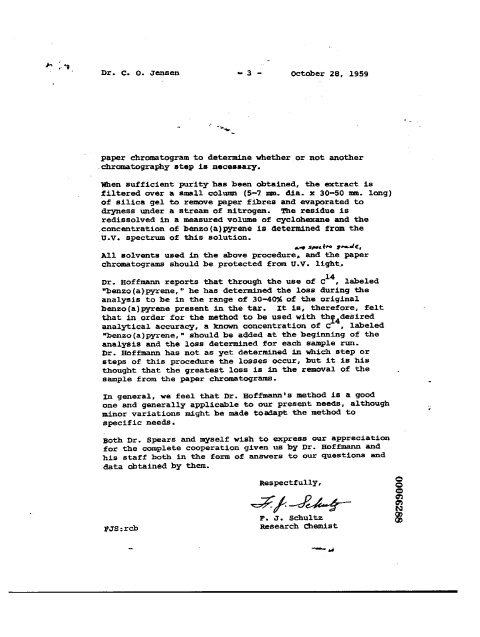 Dr. C. O. Jensen - 3 - October 28, 1959
paper chromatogram to determine whether or not another
chromatography step is necessary.
When sufficient purity has been obtained, the extract is
filtered over a small column (5-7 mm. dia. x 30-50 mm. long)
of silica gel to remove paper fibres and evaporated to
dryness under a stream of nitrogen. The residue is
redissolved in a measured volume of cyclohexane and the
concentration of benzo(a)pyrene is determined from the
U.V. spectrum of this solution.
are spectro grade,
All solvents used in the above procedure, and the paper
chromatograms should be protected from U.V. light.
Dr. Hoffmann reports that through the use of C14, labeled
"benzo(a)pyrene," he has determined the loss during the
analysis to be in the range of 30-40% of the original
benzo(a)pyrene present in the tar. It is, therefore, felt
that in order for the method to be used with the desired
analytical accuracy, a known concentration of C14, labeled
"benzo(a)pyrene," should be added at the beginning of the
analysis and the loss determined for each sample run.
Dr. Hoffmann has not as yet determined in which step or
steps of this procedure the losses occur, but it is his
thought that the greatest loss is in the removal of the
sample from the paper chromatograms.
In general, we feel that Dr. Hoffmann's method is a good
one and generally applicable to our present needs, although
minor variations might be made to adapt the method to
specific needs.
Both Dr. Spears and myself wish to express our appreciation
for the complete cooperation given us by Dr. Hoffmann and
his staff both in the form of answers to our questions and
data obtained by them.
Respectfully,
F. J. Schultz
F. J. Schultz
FJS:rcb Research Chemist
00066288